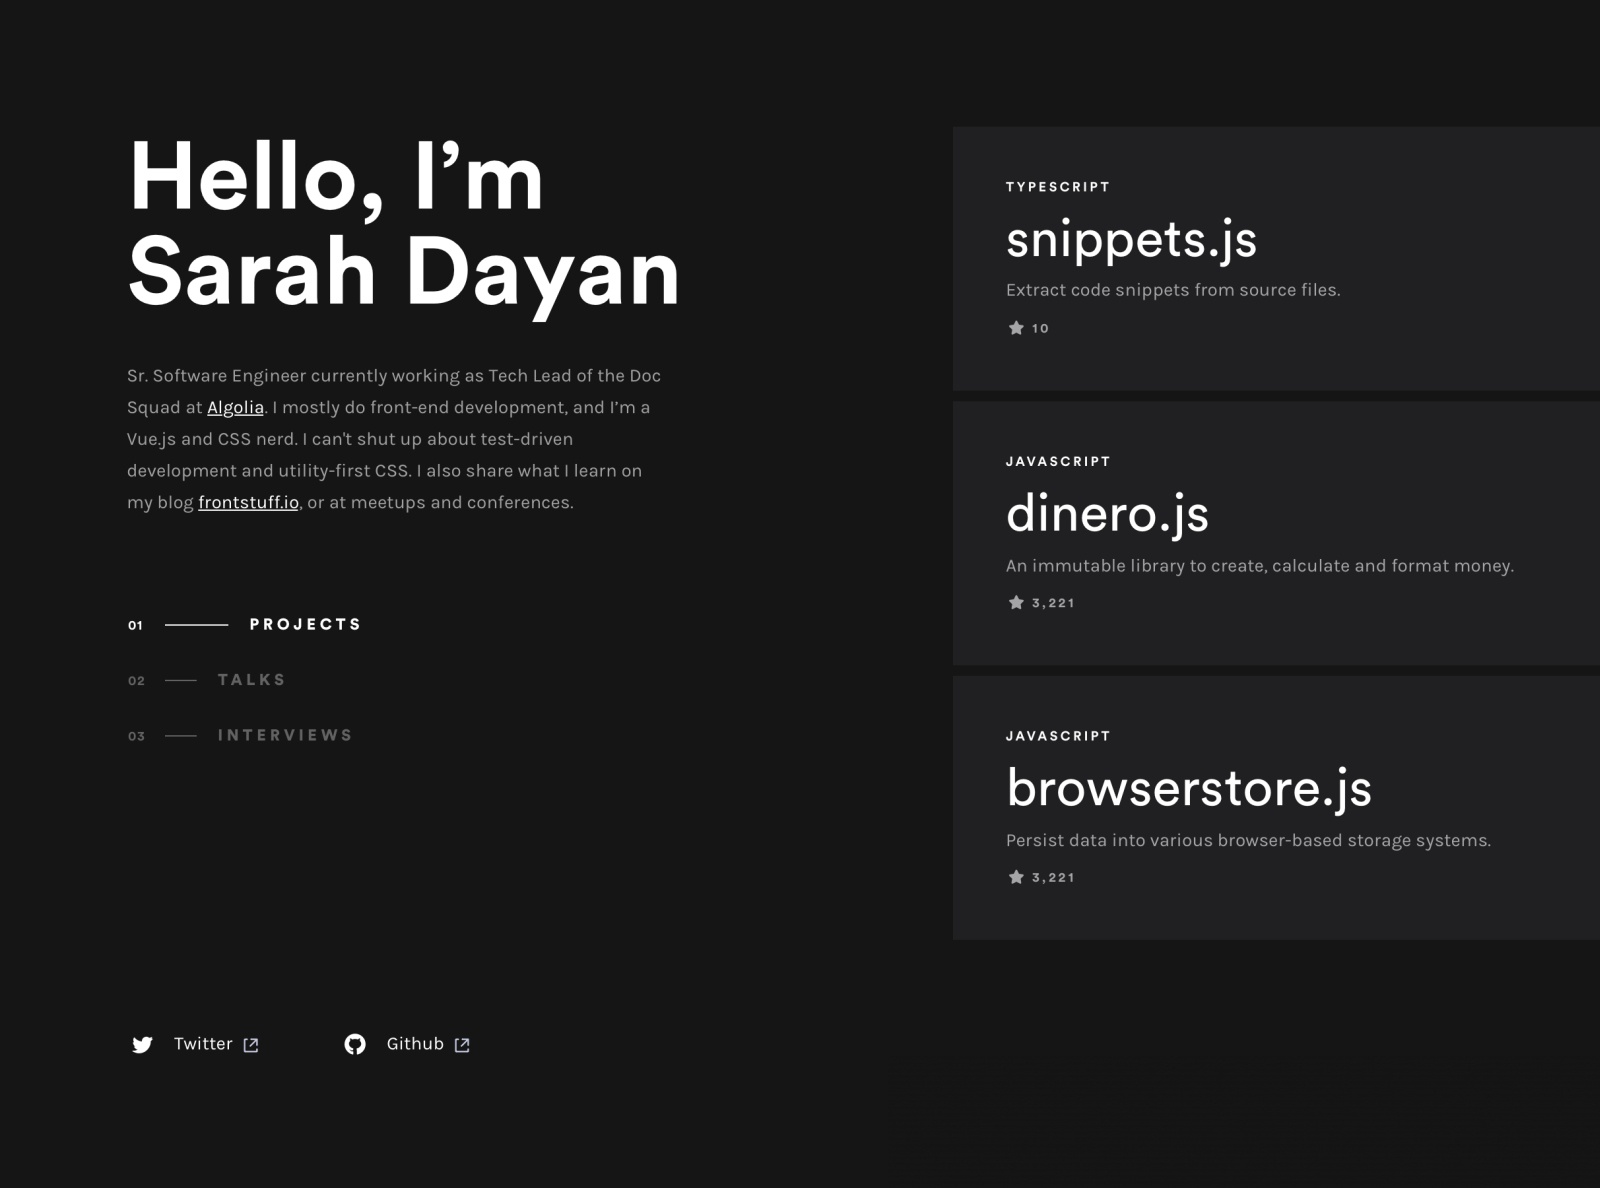 Hello, I’m
Sarah Dayan
Sr. Software Engineer currently working as Tech Lead of the Doc
Squad at Algolia. I mostly do front-end development, and I’m a
Vue.js and CSS nerd. I can't shut up about test-driven
development and utility-first CSS. I also share what I learn on
my blog frontstuff.io, or at meetups and conferences.
01 PROJECTS
02 TALKS
03 INTERVIEWS
Twitter
Github
TYPESCRIPT
snippets.js
Extract code snippets from source files.
10
JAVASCRIPT
dinero.js
An immutable library to create, calculate and format money.
3,221
JAVASCRIPT
browserstore.js
Persist data into various browser-based storage systems.
3,221